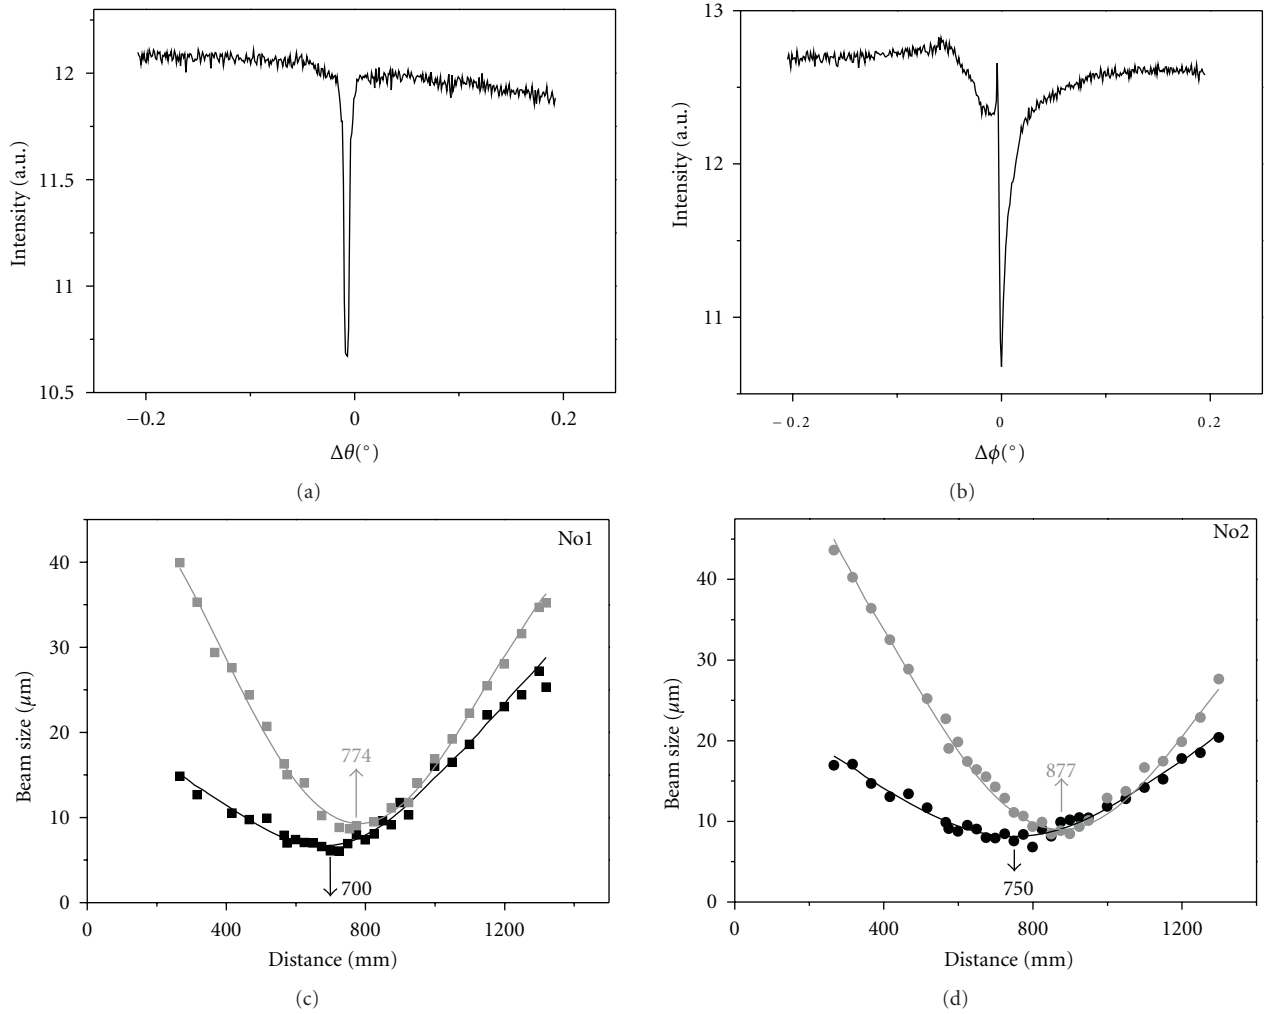 12
11.5
11
10.5
Intensity (a.u.)
−0.2
0
0.2
Δθ(°)
(a)
13
12
11
Intensity (a.u.)
−0.2
0
0.2
Δϕ(°)
(b)
No1
40
30
20
10
0
Beam size (μm)
774
700
0
400
800
1200
Distance (mm)
(c)
No2
40
30
20
10
0
Beam size (μm)
877
750
0
400
800
1200
Distance (mm)
(d)